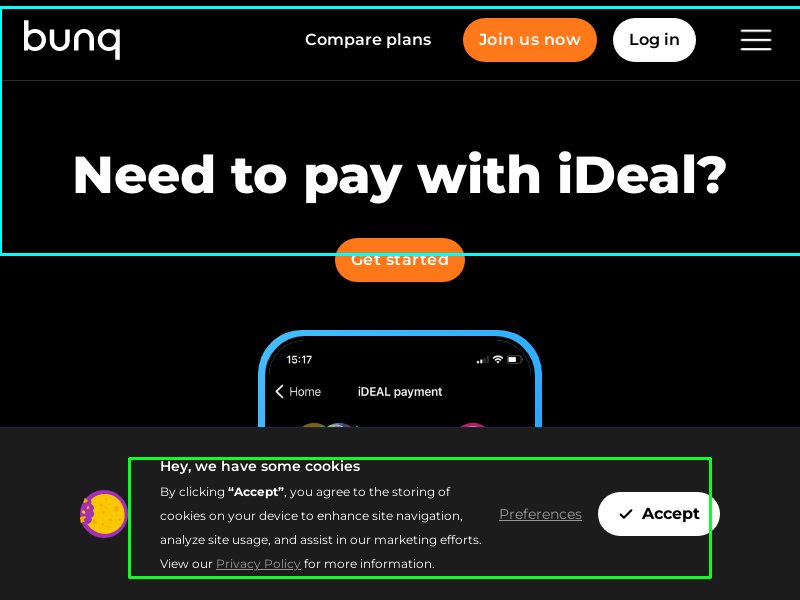 bunq
Compare plans
Join us now
Log in
Need to pay with iDeal?
Get started
15:17
Home
iDEAL payment
Hey, we have some cookies
By clicking “Accept”, you agree to the storing of
cookies on your device to enhance site navigation,
analyze site usage, and assist in our marketing efforts.
View our Privacy Policy for more information.
Preferences
Accept